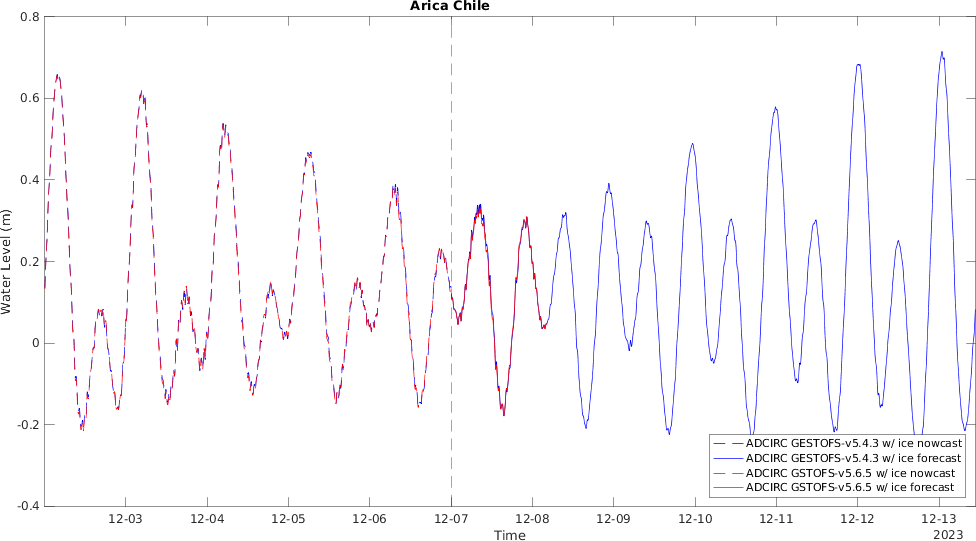 Arica Chile
0.8
0.6
0.4
0.2
0
-0.2
-0.4
Water Level (m)
12-03 12-04 12-05 12-06 12-07 12-08 12-09 12-10 12-11 12-12 12-13
Time
2023
ADCIRC GESTOFS-v5.4.3 w/ ice nowcast
ADCIRC GESTOFS-v5.4.3 w/ ice forecast
ADCIRC GSTOFS-v5.6.5 w/ ice nowcast
ADCIRC GSTOFS-v5.6.5 w/ ice forecast